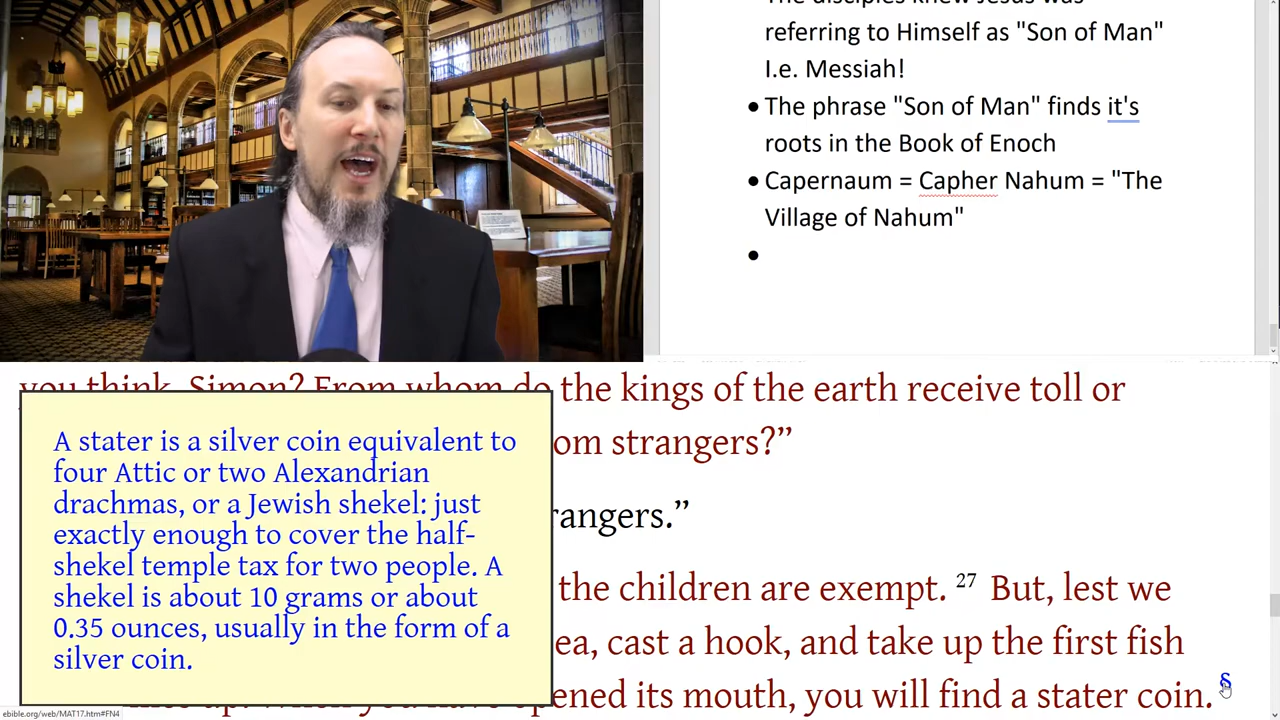 The disciples knew Jesus was
referring to Himself as "Son of Man"
I.e. Messiah!
• The phrase "Son of Man" finds it's
roots in the Book of Enoch
• Capernaum = Capher Nahum = "The
Village of Nahum"
•
you think, Simon? From whom do the kings of the earth receive toll or
om strangers?”
rangers.”
the children are exempt. 27 But, lest we
ea, cast a hook, and take up the first fish
opened its mouth, you will find a stater coin. §
A stater is a silver coin equivalent to
four Attic or two Alexandrian
drachmas, or a Jewish shekel: just
exactly enough to cover the half-
shekel temple tax for two people. A
shekel is about 10 grams or about
0.35 ounces, usually in the form of a
silver coin.
ebible.org/web/MAT17.htm#FN4